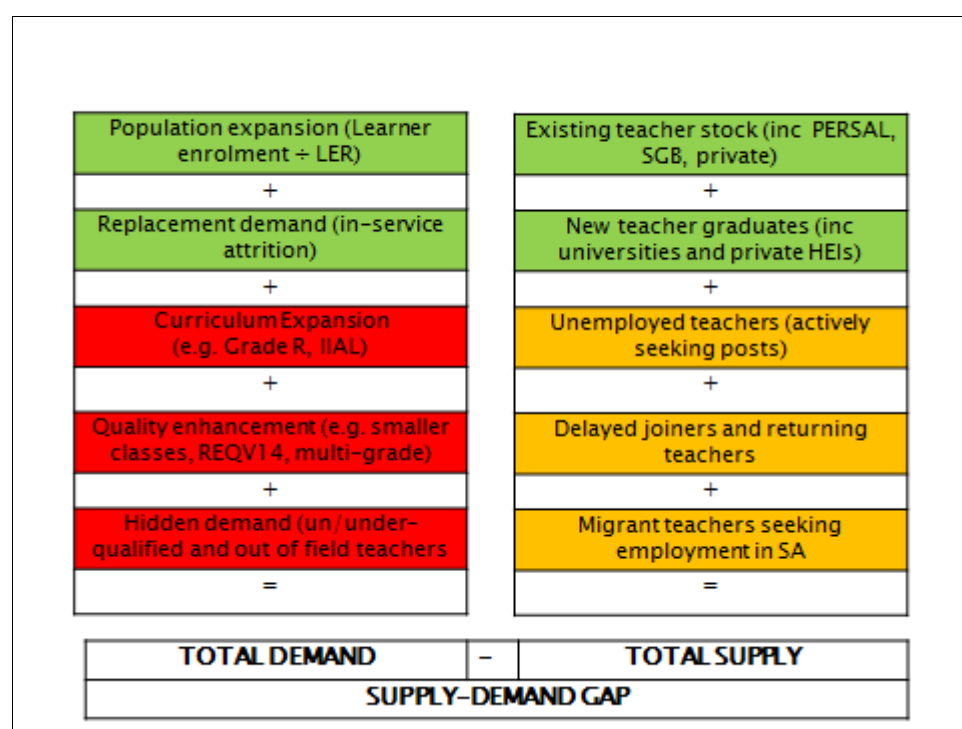 Population expansion (Learner
enrolment ÷ LER)
+
Replacement demand (in-service
attrition)
+
Curriculum Expansion
(e.g. Grade R, IIAL)
+
Quality enhancement (e.g. smaller
classes, REQV14, multi-grade)
+
Hidden demand (un/under-
qualified and out of field teachers
=
Existing teacher stock (inc PERSAL,
SGB, private)
+
New teacher graduates (inc
universities and private HEIs)
+
Unemployed teachers (actively
seeking posts)
+
Delayed joiners and returning
teachers
+
Migrant teachers seeking
employment in SA
=
TOTAL DEMAND - TOTAL SUPPLY
SUPPLY-DEMAND GAP